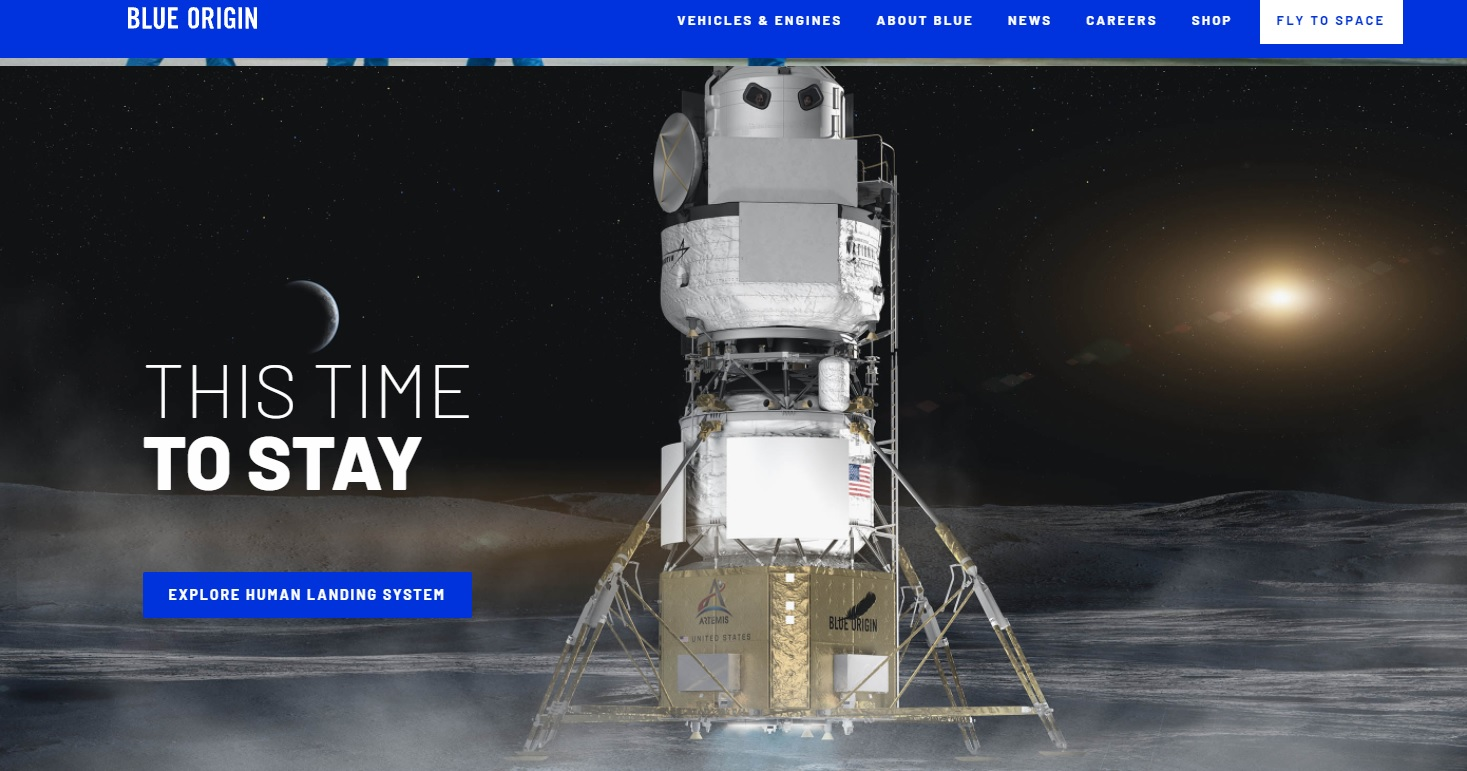 BLUE ORIGIN
VEHICLES & ENGINES
ABOUT BLUE
NEWS
CAREERS
SHOP
FLY TO SPACE
THIS TIME
TO STAY
EXPLORE HUMAN LANDING SYSTEM
ARTEMIS
UNITED STATES
BLUE ORIGIN